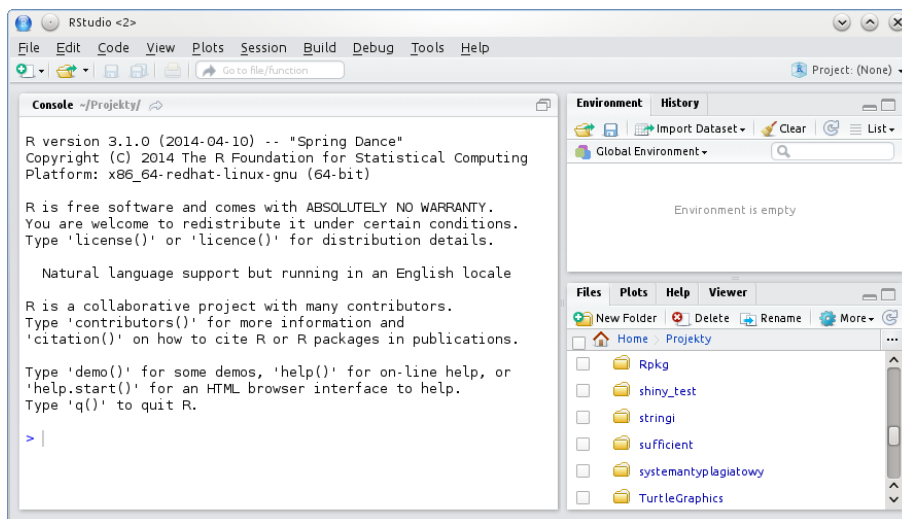 RStudio <2>
File Edit Code View Plots Session Build Debug Tools Help
Go to file/function
Project: (None)
Console ~/Projekty/
R version 3.1.0 (2014-04-10) -- "Spring Dance"
Copyright (C) 2014 The R Foundation for Statistical Computing
Platform: x86_64-redhat-linux-gnu (64-bit)
R is free software and comes with ABSOLUTELY NO WARRANTY.
You are welcome to redistribute it under certain conditions.
Type 'license()' or 'licence()' for distribution details.
Natural language support but running in an English locale
R is a collaborative project with many contributors.
Type 'contributors()' for more information and
'citation()' on how to cite R or R packages in publications.
Type 'demo()' for some demos, 'help()' for on-line help, or
'help.start()' for an HTML browser interface to help.
Type 'q()' to quit R.
>
Environment History
Import Dataset Clear List
Global Environment
Environment is empty
Files Plots Help Viewer
New Folder Delete Rename More
Home Projekty ...
Rpkg
shiny_test
stringi
sufficient
systemantyplagiatowy
TurtleGraphics